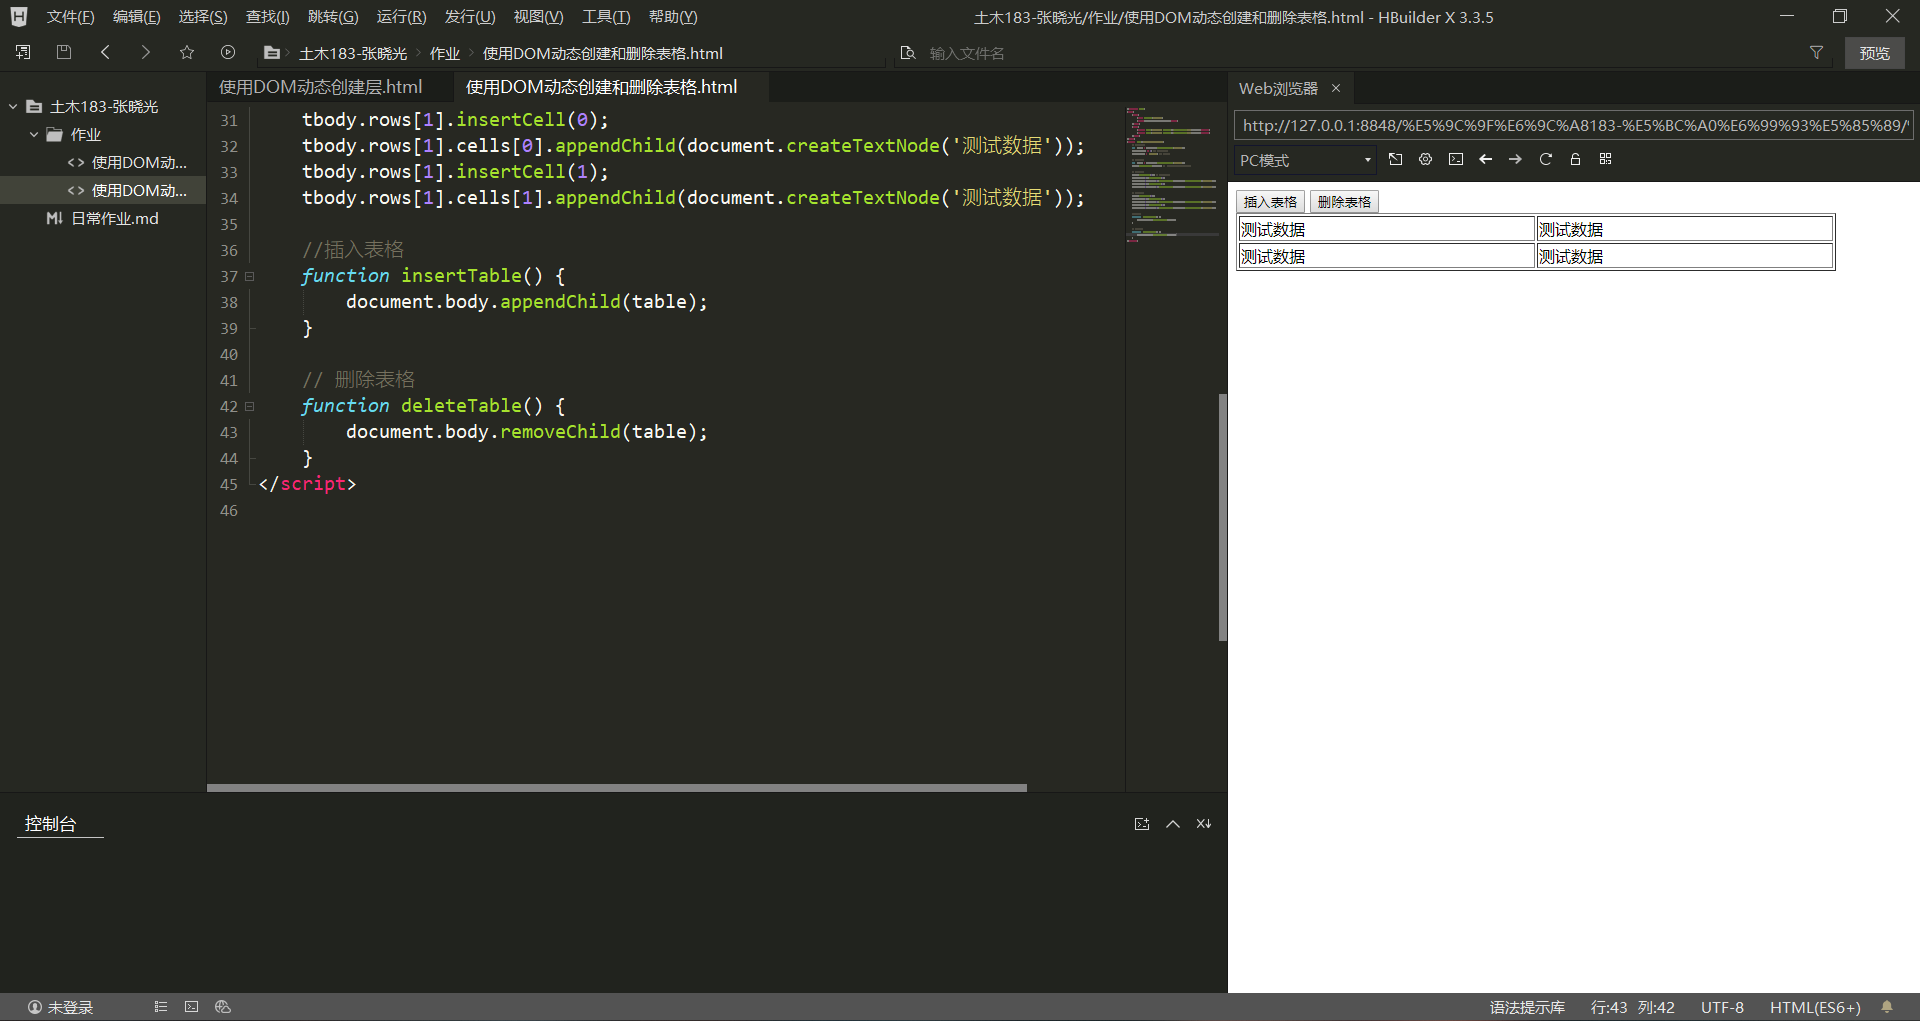 文件(F) 编辑(E) 选择(S) 查找(I) 跳转(G) 运行(R) 发行(U) 视图(V) 工具(T) 帮助(Y) 土木183-张晓光/作业/使用DOM动态创建和删除表格.html - HBuilder X 3.3.5
土木183-张晓光 作业 使用DOM动态创建和删除表格.html 输入文件名 预览
土木183-张晓光
作业
<> 使用DOM动...
<> 使用DOM动...
日常作业.md
使用DOM动态创建层.html 使用DOM动态创建和删除表格.html
31 tbody.rows[1].insertCell(0);
32 tbody.rows[1].cells[0].appendChild(document.createTextNode('测试数据'));
33 tbody.rows[1].insertCell(1);
34 tbody.rows[1].cells[1].appendChild(document.createTextNode('测试数据'));
35
36 //插入表格
37 function insertTable() {
38 document.body.appendChild(table);
39 }
40
41 // 删除表格
42 function deleteTable() {
43 document.body.removeChild(table);
44 }
45 </script>
46
Web浏览器
http://127.0.0.1:8848/%E5%9C%9F%E6%9C%A8183-%E5%BC%A0%E6%99%93%E5%85%89/
PC模式
插入表格 删除表格
测试数据 测试数据
测试数据 测试数据
控制台
未登录 语法提示库 行:43 列:42 UTF-8 HTML(ES6+)